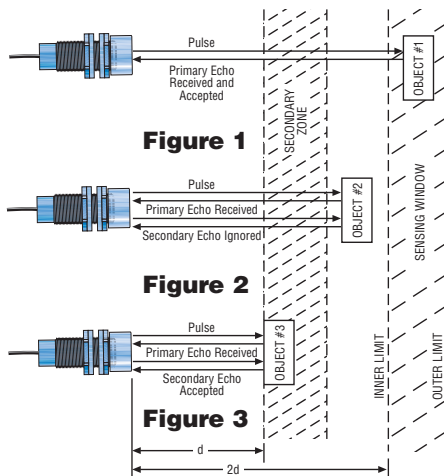 Pulse
Primary Echo
Received and
Accepted
OBJECT #1
Figure 1
SECONDARY
ZONE
SENSING WINDOW
Pulse
Primary Echo Received
Secondary Echo Ignored
OBJECT #2
Figure 2
Pulse
Primary Echo Received
Secondary Echo
Accepted
OBJECT #3
INNER LIMIT
OUTER LIMIT
Figure 3
d
2d